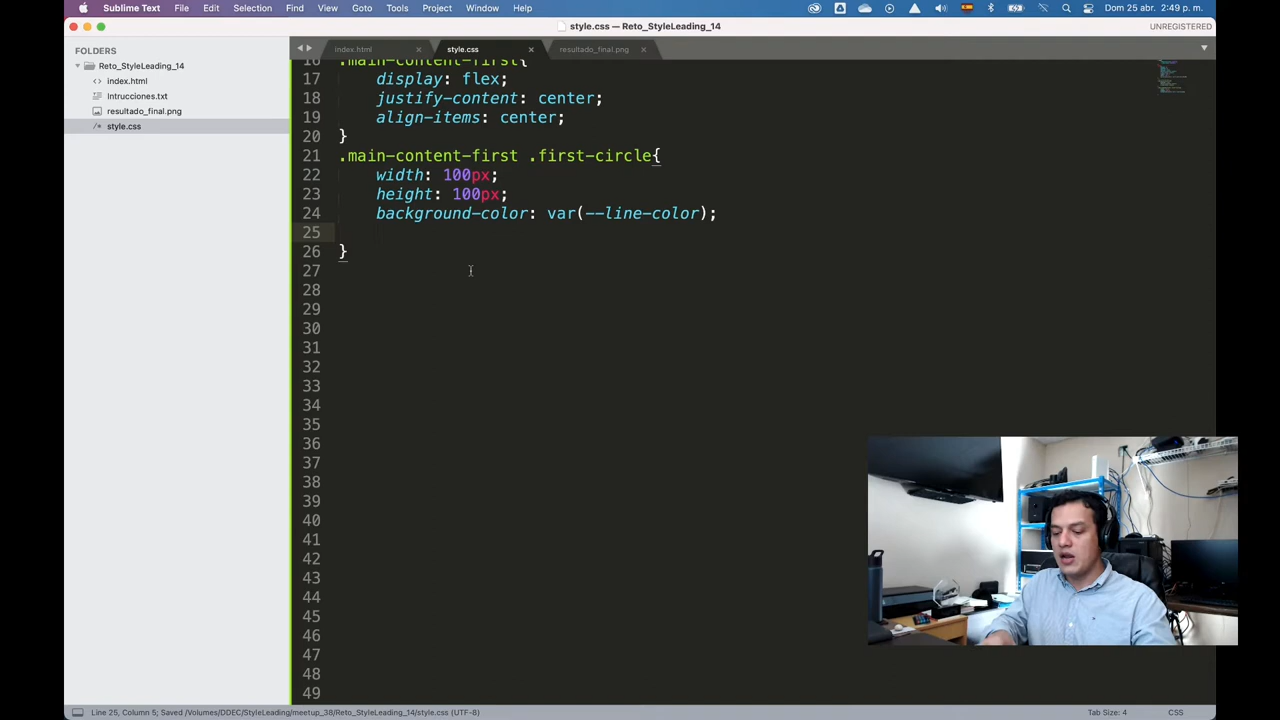 Sublime Text File Edit Selection Find View Goto Tools Project Window Help Dom 25 abr. 2:49 p. m.
style.css — Reto_StyleLeading_14 UNREGISTERED
FOLDERS
Reto_StyleLeading_14
index.html
Intrucciones.txt
resultado_final.png
style.css
index.html style.css resultado_final.png
16 .main-content-first{
17 display: flex;
18 justify-content: center;
19 align-items: center;
20 }
21 .main-content-first .first-circle{
22 width: 100px;
23 height: 100px;
24 background-color: var(--line-color);
25
26 }
27
28
29
30
31
32
33
34
35
36
37
38
39
40
41
42
43
44
45
46
47
48
49
Line 25, Column 5; Saved /Volumes/DDEC/StyleLeading/meetup_38/Reto_StyleLeading_14/style.css (UTF-8) Tab Size: 4 CSS